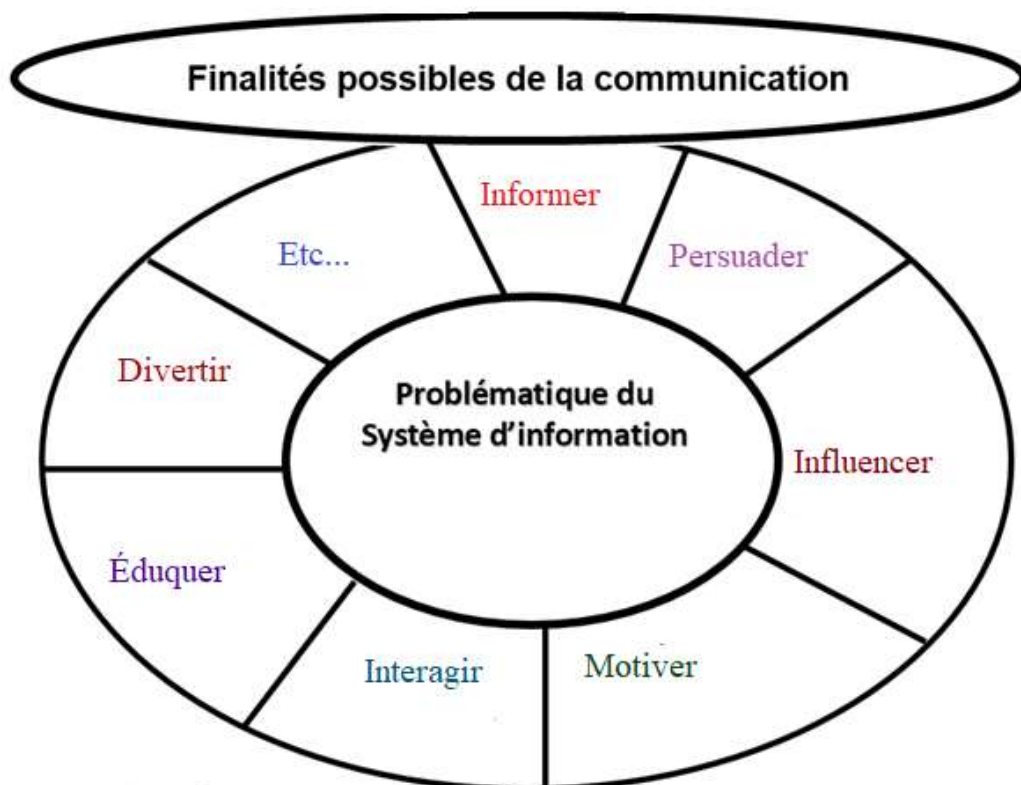 Finalités possibles de la communication
Informer
Persuader
Etc...
Divertir
Problématique du
Système d’information
Influencer
Éduquer
Interagir
Motiver